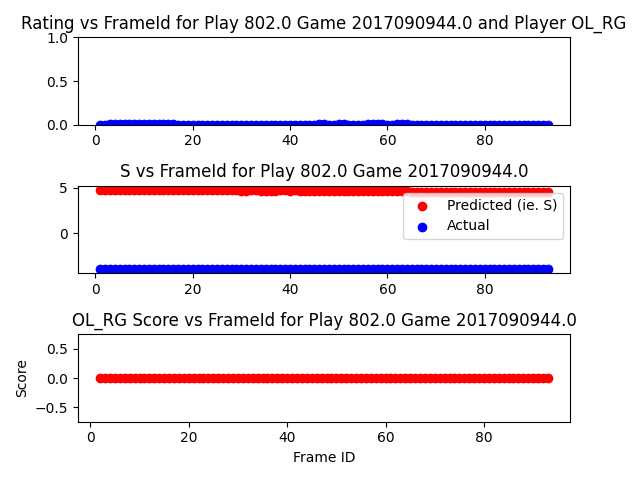 Rating vs FrameId for Play 802.0 Game 2017090944.0 and Player OL_RG
1.0
0.5
0.0
0 20 40 60 80
S vs FrameId for Play 802.0 Game 2017090944.0
5
0
Predicted (ie. S)
Actual
0 20 40 60 80
OL_RG Score vs FrameId for Play 802.0 Game 2017090944.0
Score
0.5
0.0
−0.5
0 20 40 60 80
Frame ID